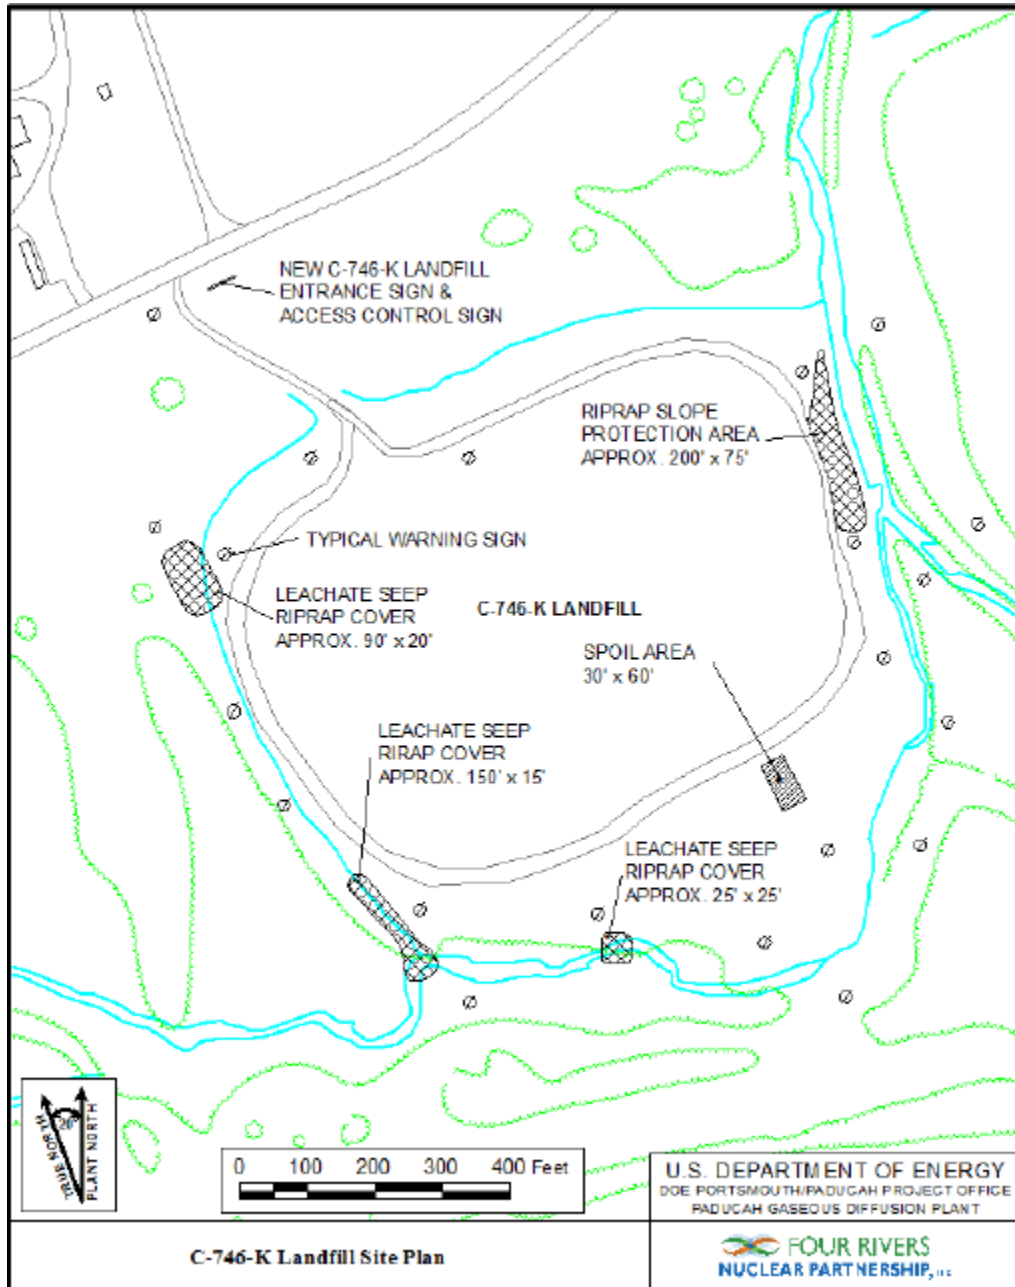 NEW C-746-K LANDFILL
ENTRANCE SIGN &
ACCESS CONTROL SIGN
RIPRAP SLOPE
PROTECTION AREA
APPROX. 200' x 75'
TYPICAL WARNING SIGN
LEACHATE SEEP
RIPRAP COVER
APPROX. 90' x 20'
C-746-K LANDFILL
SPOIL AREA
30' x 60'
LEACHATE SEEP
RIRAP COVER
APPROX. 150' x 15'
LEACHATE SEEP
RIPRAP COVER
APPROX. 25' x 25'
TRUE NORTH
20°
PLANT NORTH
0 100 200 300 400 Feet
U.S. DEPARTMENT OF ENERGY
DOE PORTSMOUTH/PADUCAH PROJECT OFFICE
PADUCAH GASEOUS DIFFUSION PLANT
C-746-K Landfill Site Plan
FOUR RIVERS
NUCLEAR PARTNERSHIP, LLC